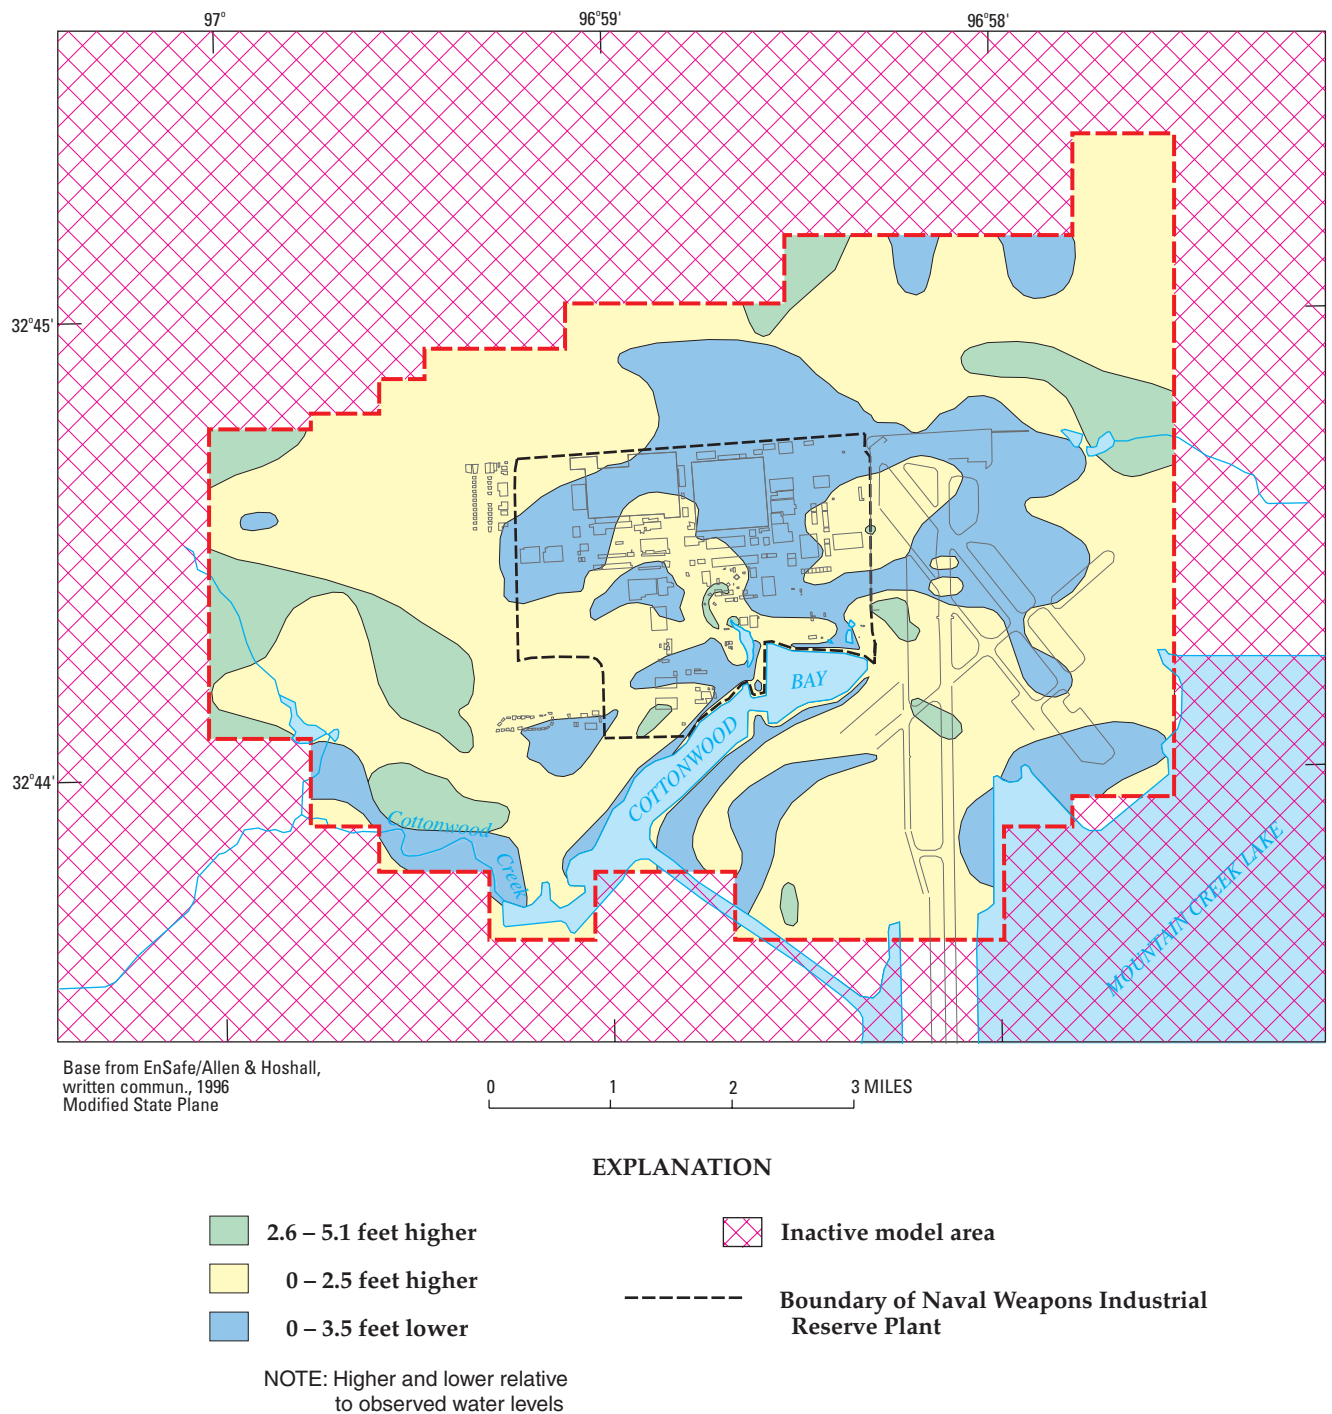 97°
96°59'
96°58'
32°45'
32°44'
BAY
COTTONWOOD
Cottonwood
Creek
MOUNTAIN CREEK LAKE
Base from EnSafe/Allen & Hoshall,
written commun., 1996
Modified State Plane
0 1 2 3 MILES
EXPLANATION
2.6 – 5.1 feet higher
0 – 2.5 feet higher
0 – 3.5 feet lower
NOTE: Higher and lower relative
to observed water levels
Inactive model area
Boundary of Naval Weapons Industrial
Reserve Plant